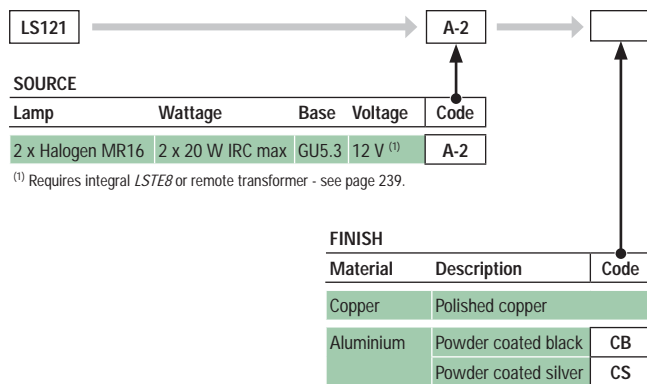 LS121 A-2
SOURCE
Lamp Wattage Base Voltage Code
2 x Halogen MR16 2 x 20 W IRC max GU5.3 12 V (1) A-2
(1) Requires integral LSTE8 or remote transformer - see page 239.
FINISH
Material Description Code
Copper Polished copper
Aluminium Powder coated black CB
Powder coated silver CS